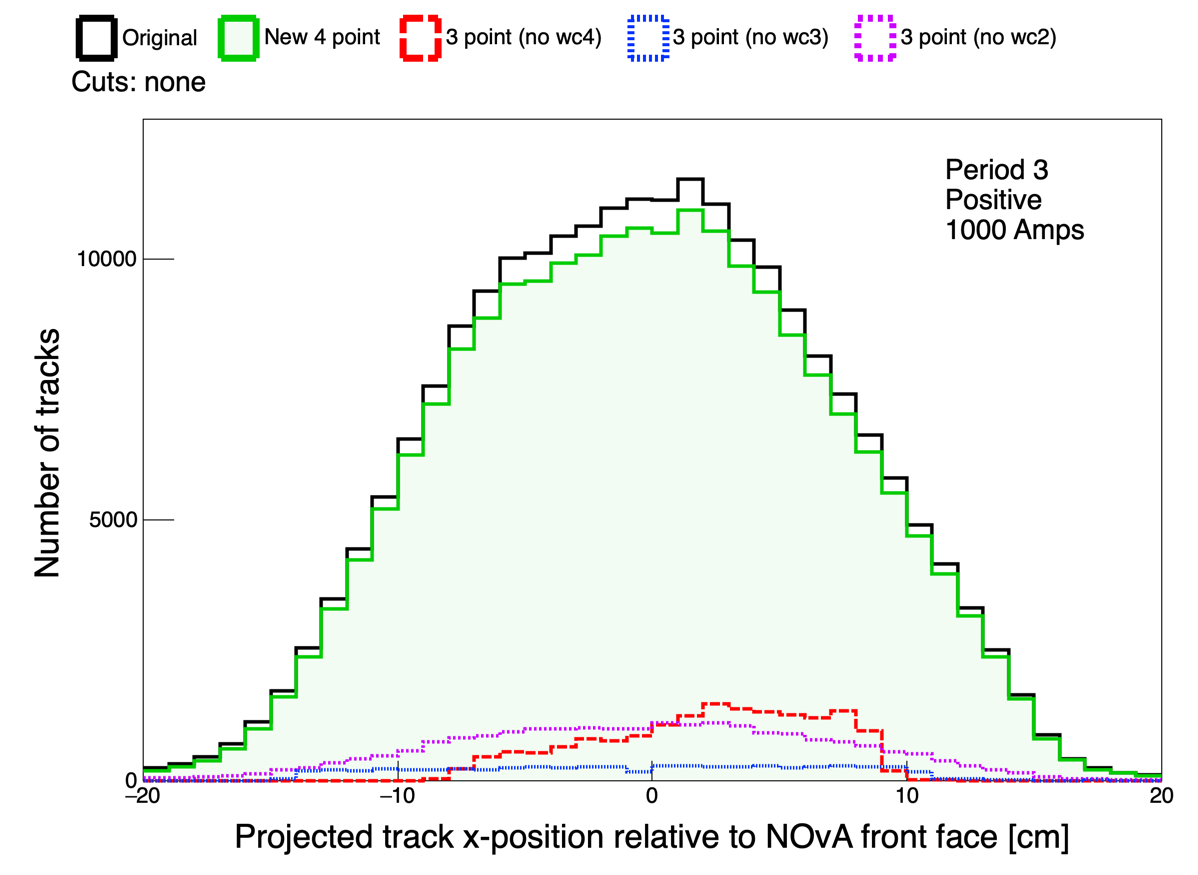 Original New 4 point 3 point (no wc4) 3 point (no wc3) 3 point (no wc2)
Cuts: none
Period 3
Positive
1000 Amps
10000
5000
0
−20 −10 0 10 20
Number of tracks
Projected track x-position relative to NOvA front face [cm]